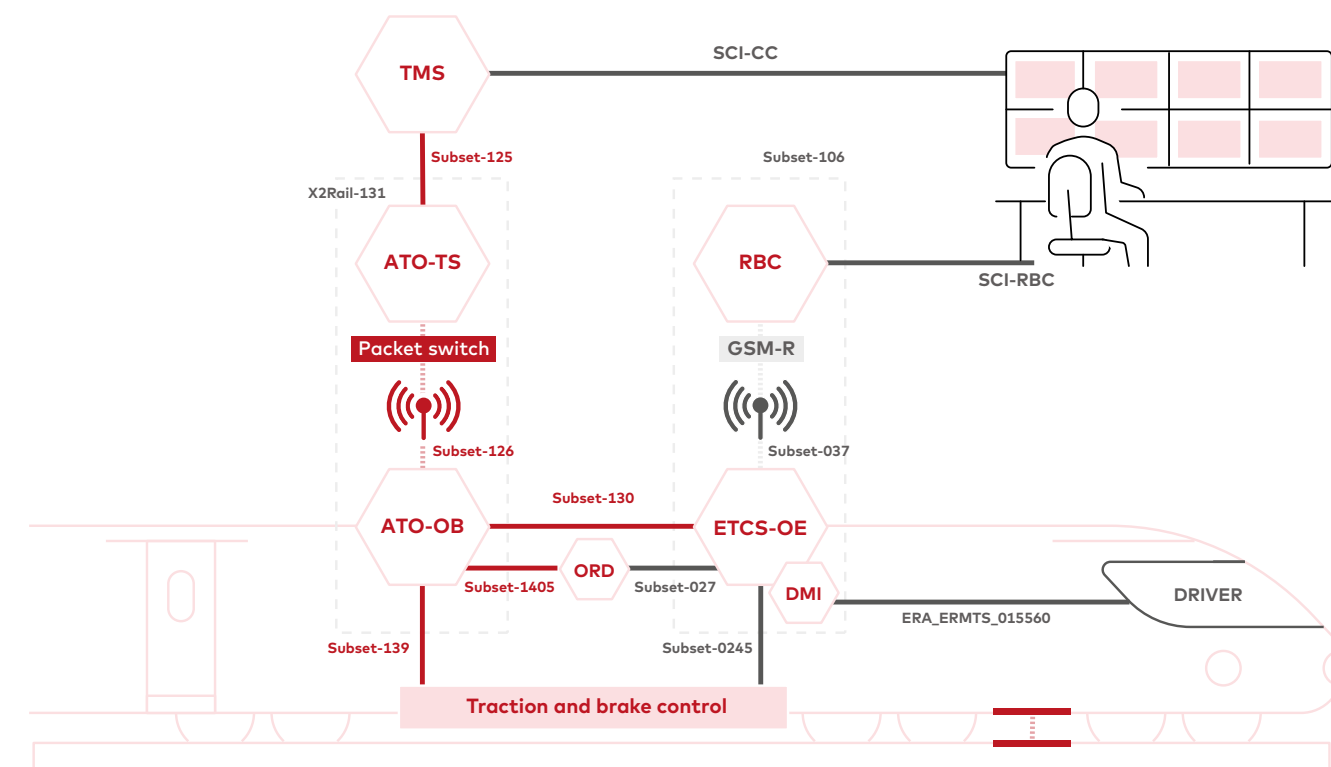 SCI-CC
TMS
Subset-125
Subset-106
X2Rail-131
ATO-TS
RBC
SCI-RBC
Packet switch
GSM-R
Subset-126
Subset-037
Subset-130
ATO-OB
ETCS-OE
ORD
Subset-1405
Subset-027
DMI
DRIVER
ERA_ERMTS_015560
Subset-139
Subset-0245
Traction and brake control